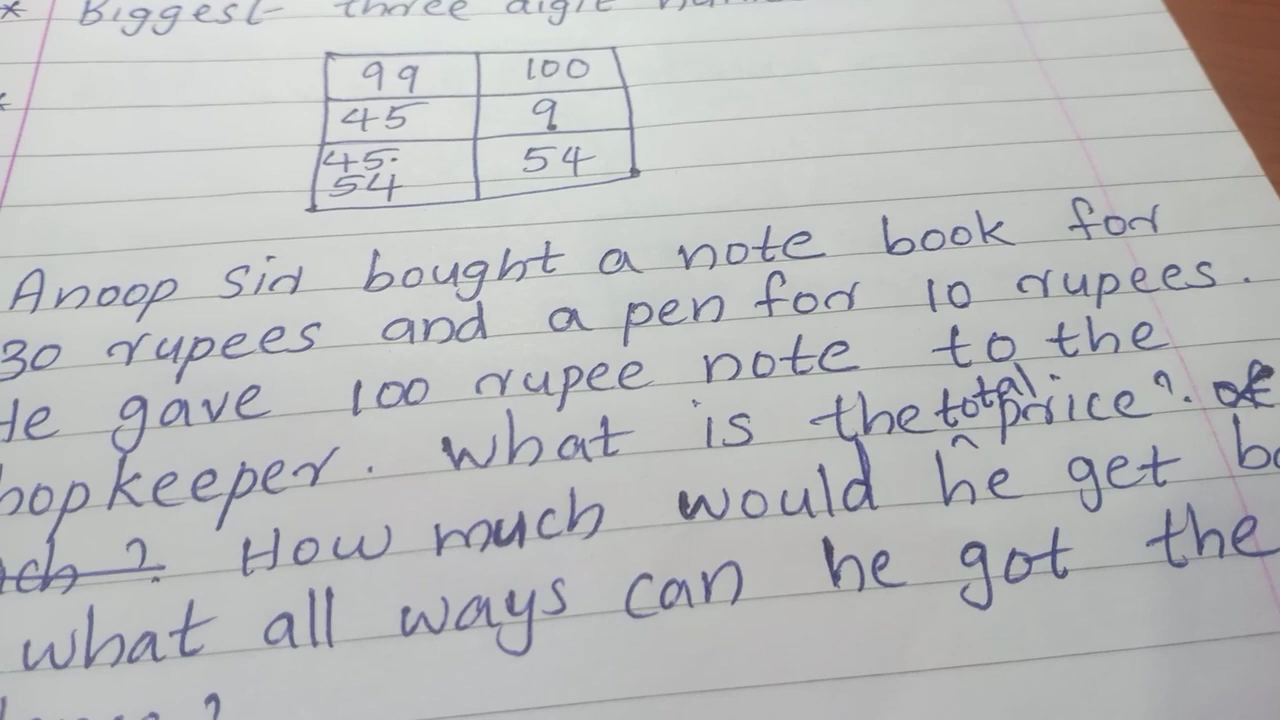 * Biggest three digit
99 100
45 9
45.
54 54
Anoop Sir bought a note book for
30 rupees and a pen for 10 rupees.
gave 100 rupee note to the
keeper. What is the total price?
How much would he get
what all ways can he got the
?